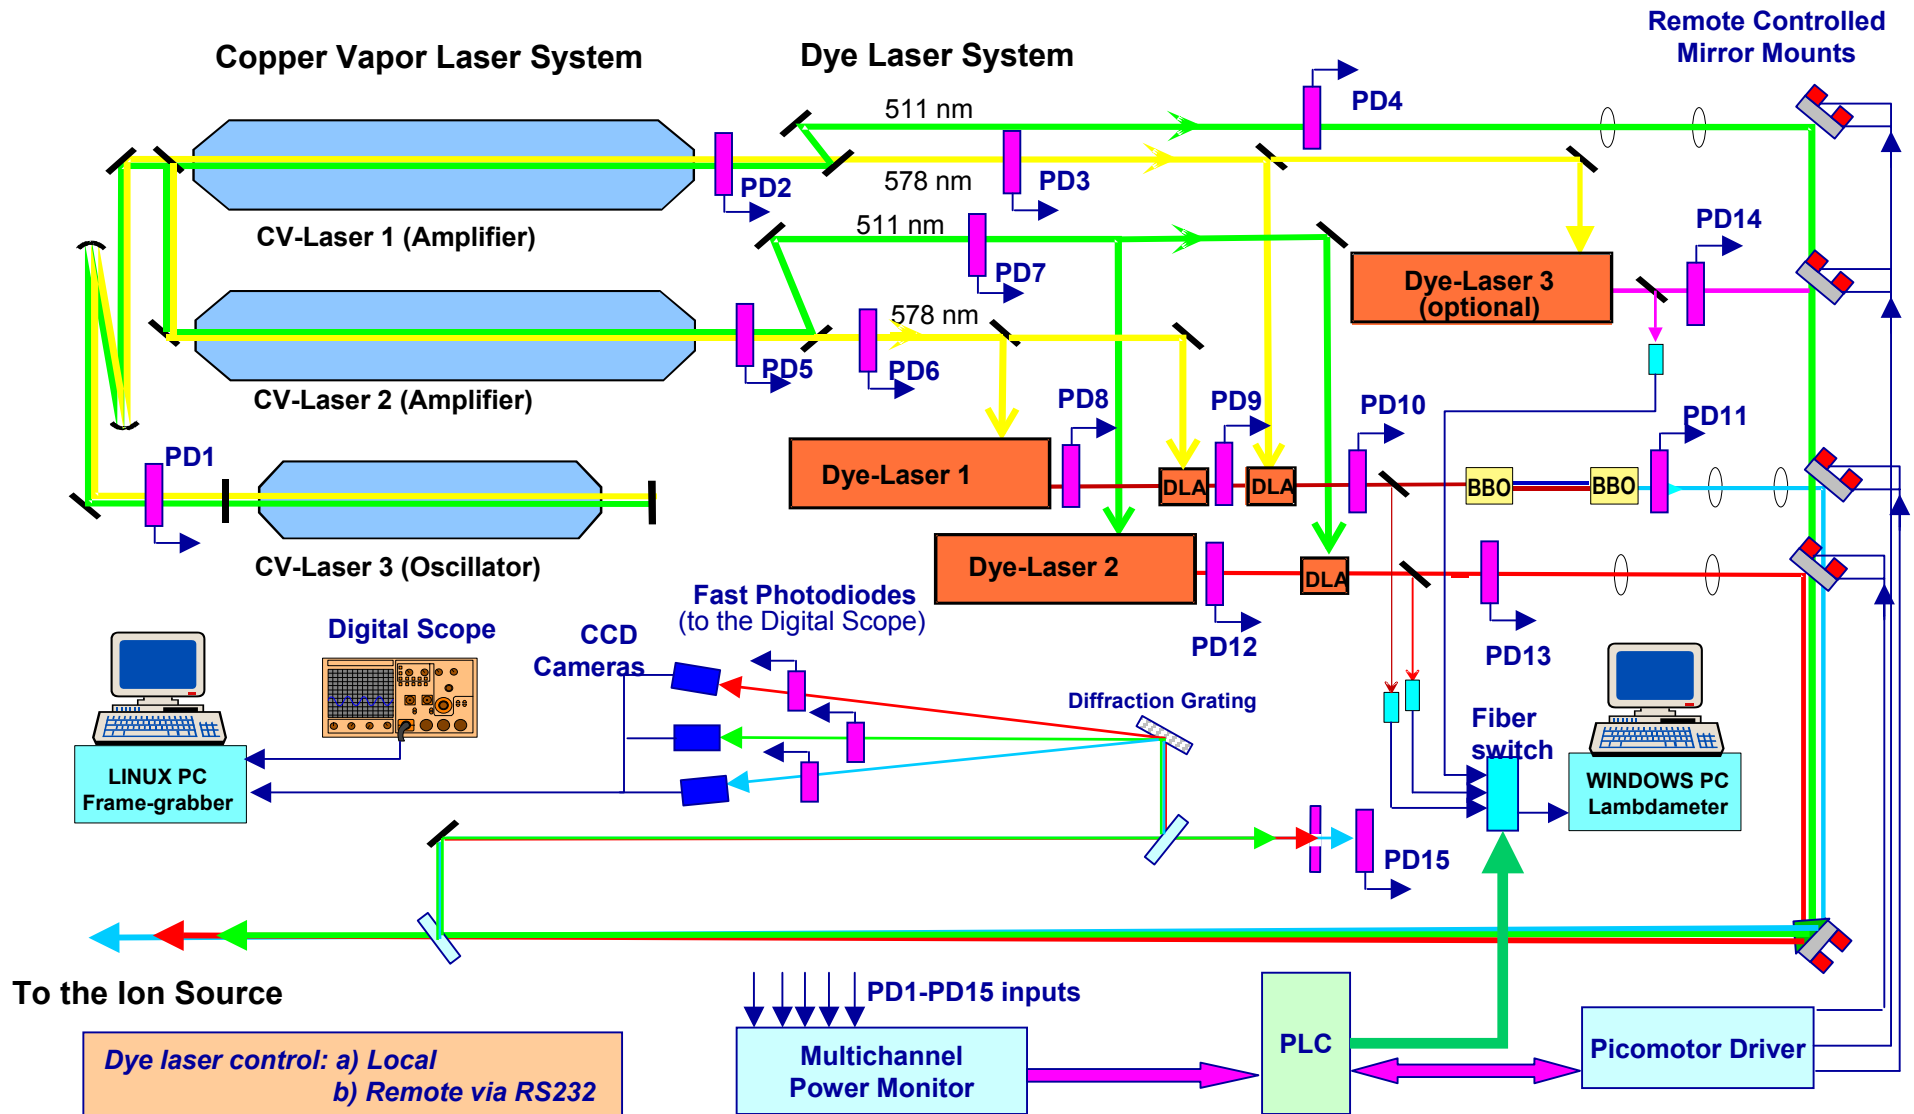 Remote Controlled
Mirror Mounts
Copper Vapor Laser System
Dye Laser System
511 nm
PD4
PD2
578 nm
PD3
CV-Laser 1 (Amplifier)
511 nm
PD7
PD14
Dye-Laser 3
(optional)
578 nm
PD5
PD6
CV-Laser 2 (Amplifier)
PD8
PD9
PD10
PD11
PD1
Dye-Laser 1
DLA
DLA
BBO
BBO
CV-Laser 3 (Oscillator)
Dye-Laser 2
DLA
Fast Photodiodes
(to the Digital Scope)
Digital Scope
CCD
Cameras
PD12
PD13
Diffraction Grating
Fiber
switch
LINUX PC
Frame-grabber
WINDOWS PC
Lambdameter
PD15
To the Ion Source
PD1-PD15 inputs
Dye laser control: a) Local
b) Remote via RS232
Multichannel
Power Monitor
PLC
Picomotor Driver